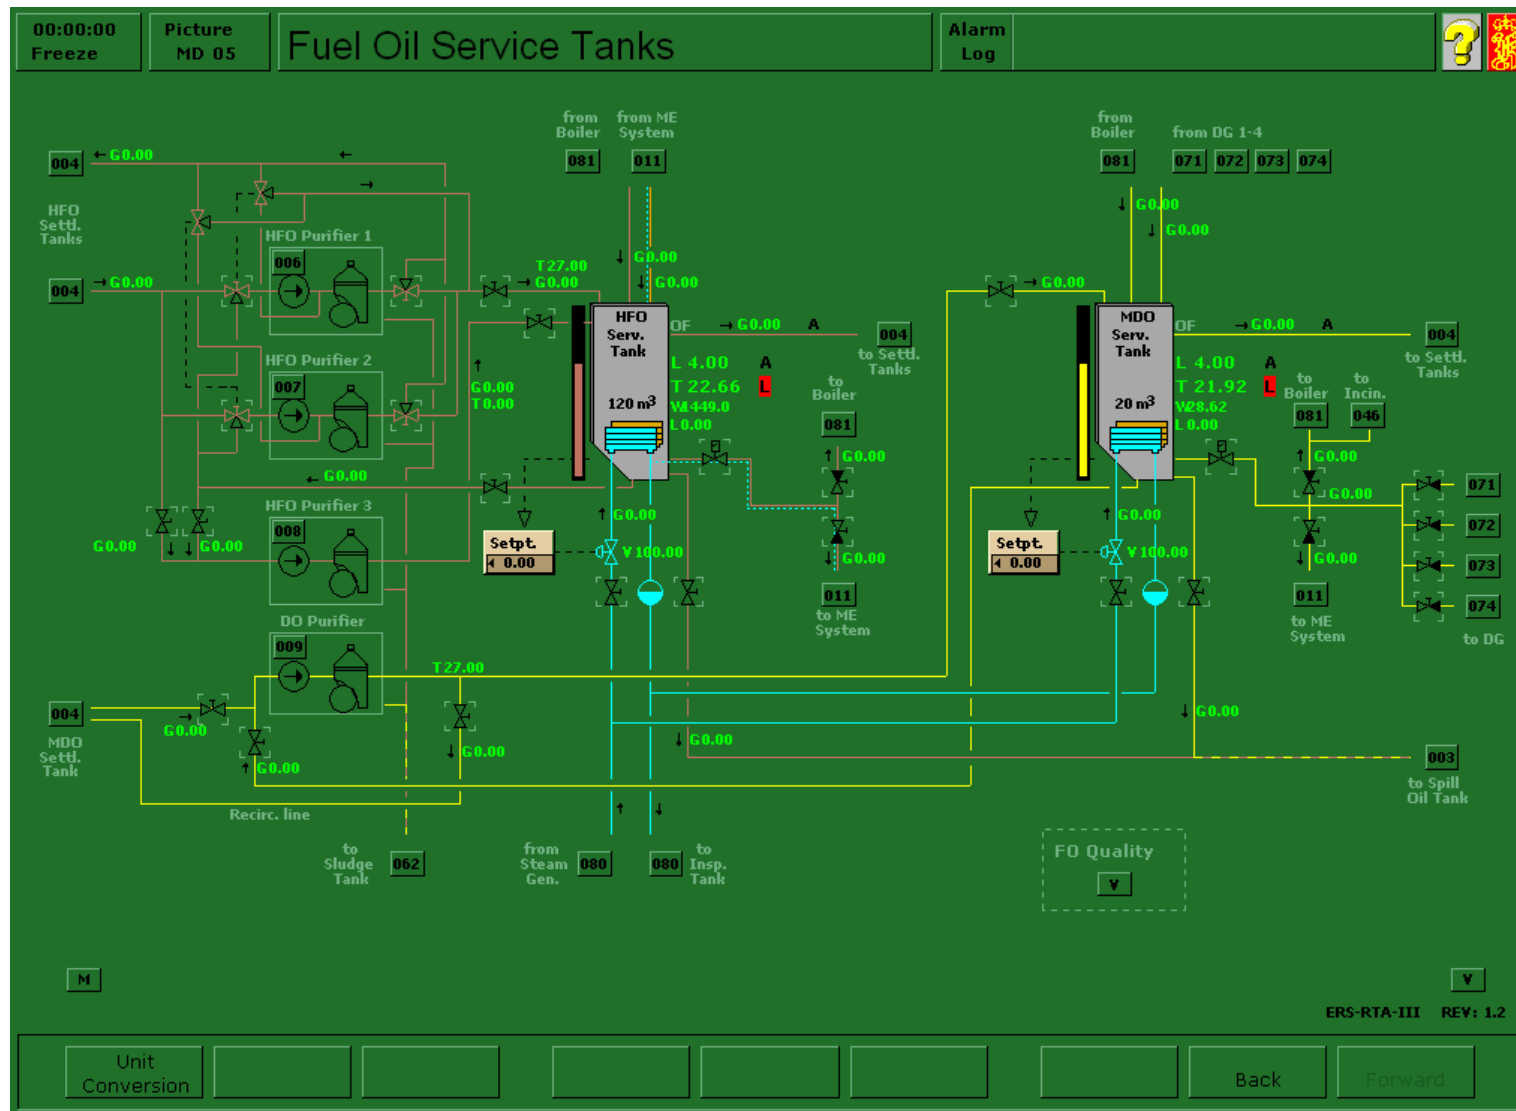 00:00:00
Freeze
Picture
MD 05
Fuel Oil Service Tanks
Alarm
Log
from
Boiler
081
from ME
System
011
from
Boiler
081
from DG 1-4
071 072 073 074
004
G0.00
HFO
Settl.
Tanks
004
G0.00
HFO Purifier 1
006
HFO Purifier 2
007
HFO Purifier 3
008
G0.00
G0.00
G0.00
DO Purifier
009
T 27.00
G0.00
G0.00
T 0.00
G0.00
G0.00
HFO
Serv.
Tank
120 m3
OF
G0.00 A
004
to Settl.
Tanks
L 4.00 A
T 22.66 L
W1449.0
L 0.00
to
Boiler
081
G0.00
G0.00
011
to ME
System
Setpt.
0.00
G0.00
V 100.00
G0.00
G0.00
G0.00
MDO
Serv.
Tank
20 m3
OF
G0.00 A
004
to Settl.
Tanks
L 4.00 A
T 21.92 L
W28.62
L 0.00
to
Boiler
081
to
Incin.
046
G0.00
G0.00
G0.00
011
to ME
System
071
072
073
074
to DG
Setpt.
0.00
G0.00
V 100.00
T 27.00
004
MDO
Settl.
Tank
G0.00
G0.00
G0.00
Recirc. line
G0.00
G0.00
003
to Spill
Oil Tank
to
Sludge
Tank
062
from
Steam
Gen.
080
080
to
Insp.
Tank
FO Quality
V
M
V
ERS-RTA-III REV: 1.2
Unit
Conversion
Back
Forward